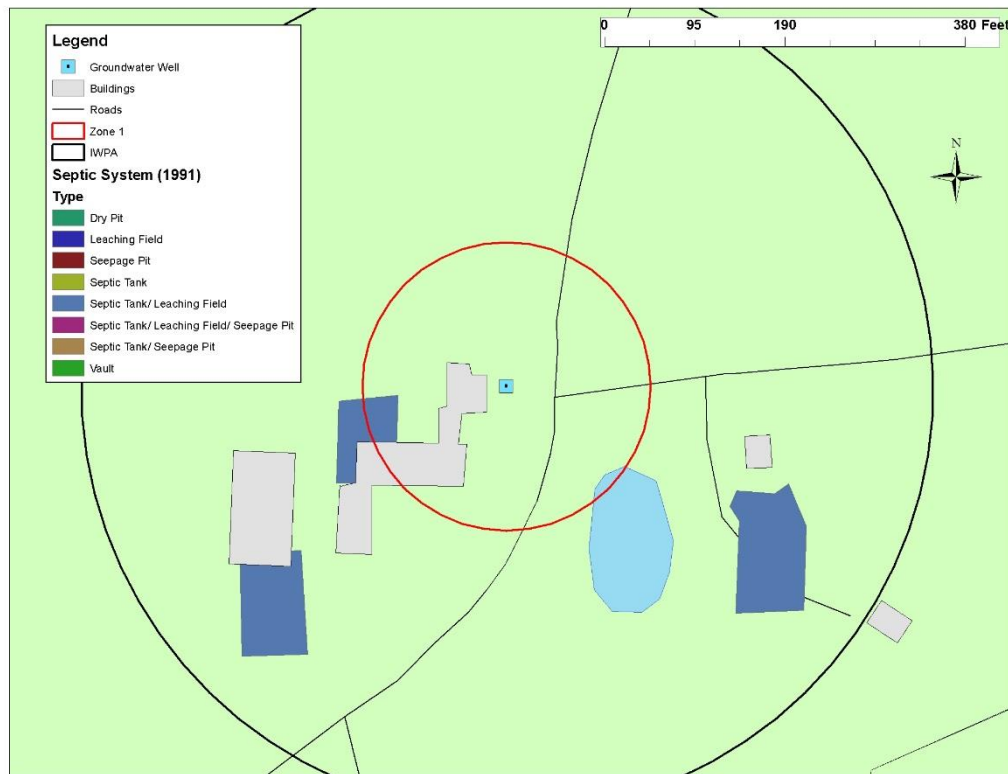 Legend
Groundwater Well
Buildings
Roads
Zone 1
IWPA
Septic System (1991)
Type
Dry Pit
Leaching Field
Seepage Pit
Septic Tank
Septic Tank/ Leaching Field
Septic Tank/ Leaching Field/ Seepage Pit
Septic Tank/ Seepage Pit
Vault
0 95 190 380 Feet
N